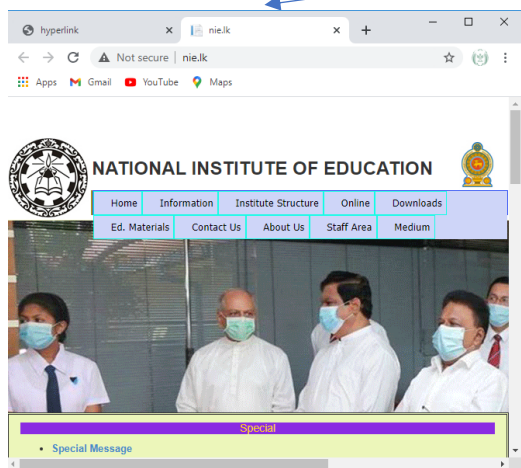 hyperlink
nie.lk
Not secure | nie.lk
Apps Gmail YouTube Maps
NATIONAL INSTITUTE OF EDUCATION
Home Information Institute Structure Online Downloads
Ed. Materials Contact Us About Us Staff Area Medium
Special
Special Message